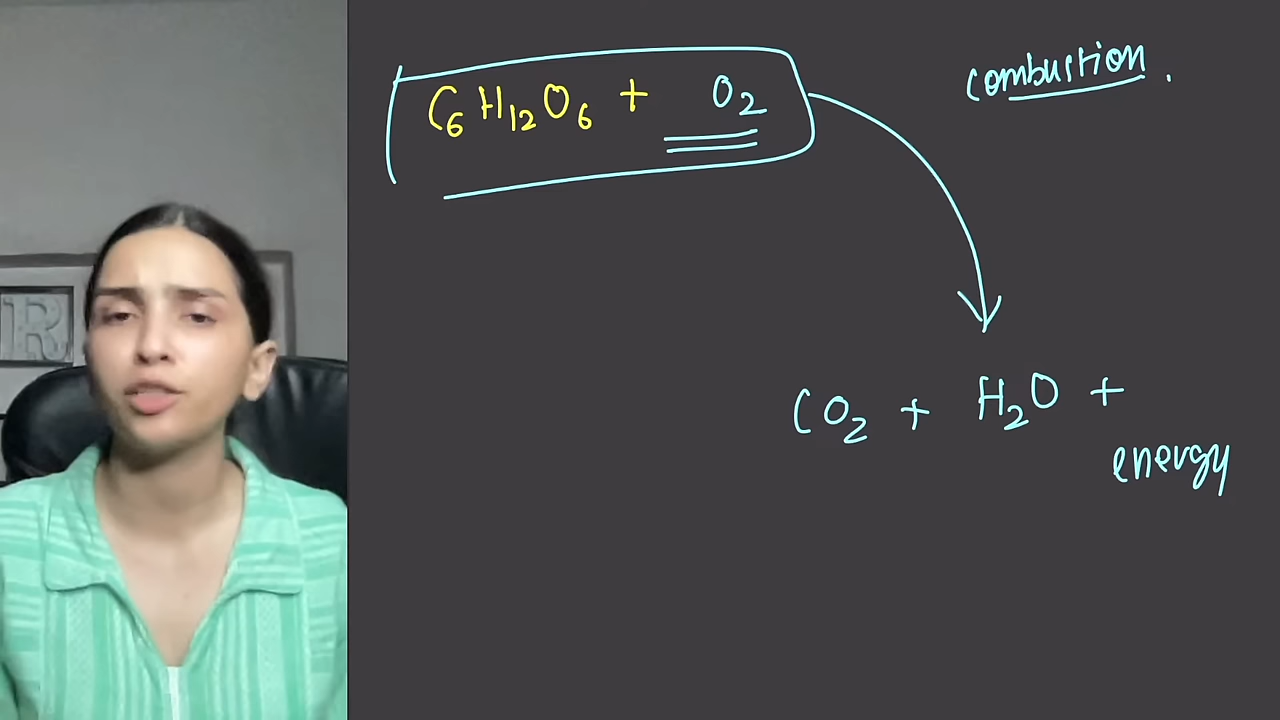 combustion.
C₆H₁₂O₆ + O₂
CO₂ + H₂O +
energy
R